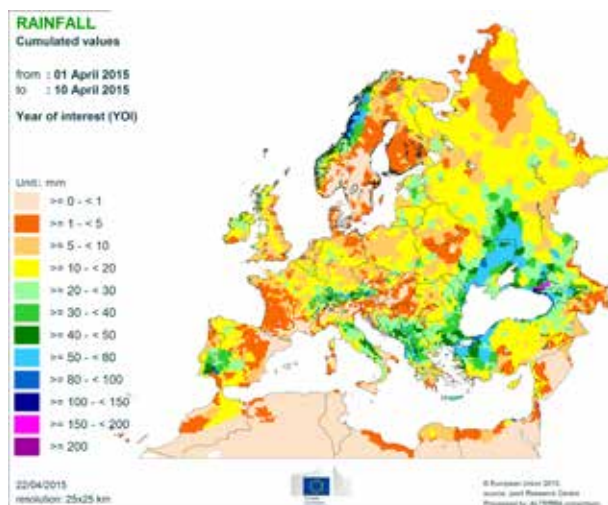 RAINFALL
Cumulated values
from : 01 April 2015
to : 10 April 2015
Year of interest (YOI)
Unit: mm
>= 0 - < 1
>= 1 - < 5
>= 5 - < 10
>= 10 - < 20
>= 20 - < 30
>= 30 - < 40
>= 40 - < 50
>= 50 - < 80
>= 80 - < 100
>= 100 - < 150
>= 150 - < 200
>= 200
22/04/2015
resolution: 25x25 km
© European Union 2015
source: Joint Research Centre
Processed by